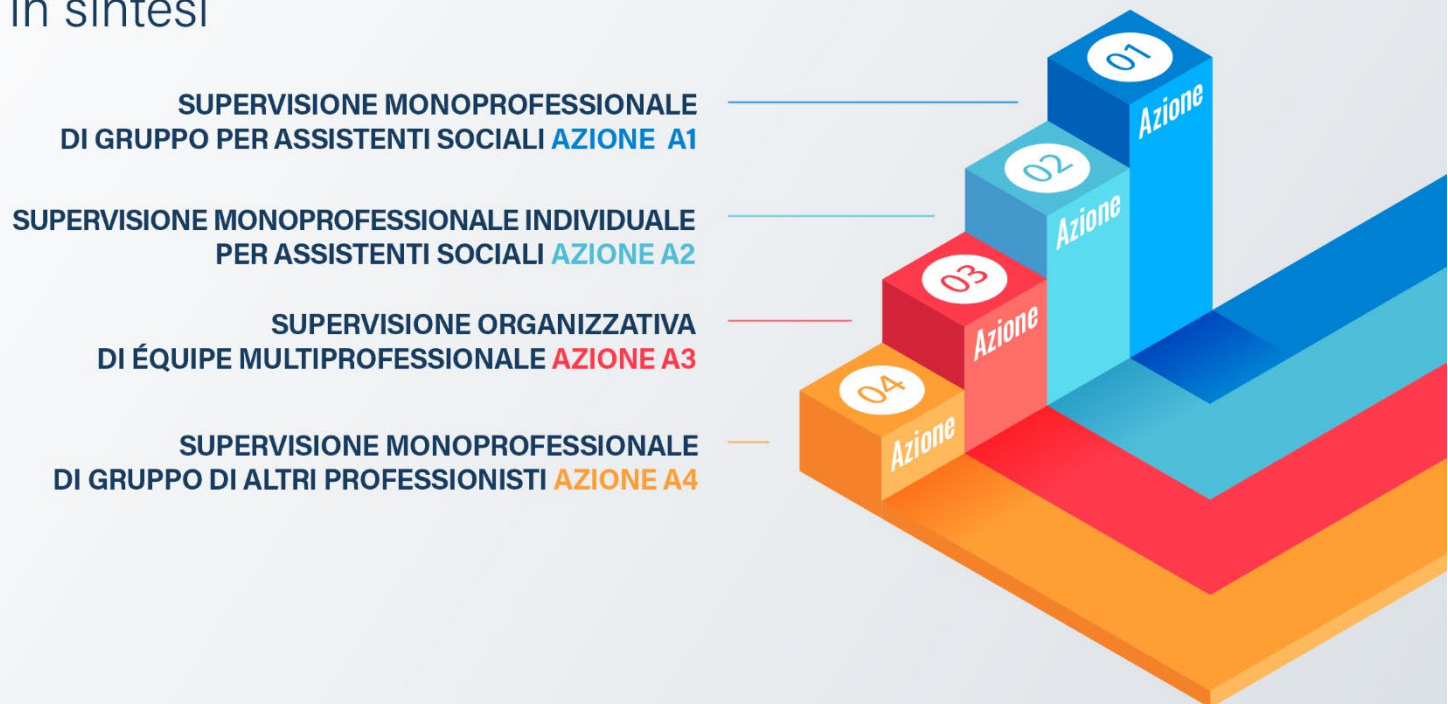 in sintesi
SUPERVISIONE MONOPROFESSIONALE
DI GRUPPO PER ASSISTENTI SOCIALI AZIONE A1
SUPERVISIONE MONOPROFESSIONALE INDIVIDUALE
PER ASSISTENTI SOCIALI AZIONE A2
SUPERVISIONE ORGANIZZATIVA
DI ÉQUIPE MULTIPROFESSIONALE AZIONE A3
SUPERVISIONE MONOPROFESSIONALE
DI GRUPPO DI ALTRI PROFESSIONISTI AZIONE A4
01
Azione
02
Azione
03
Azione
04
Azione